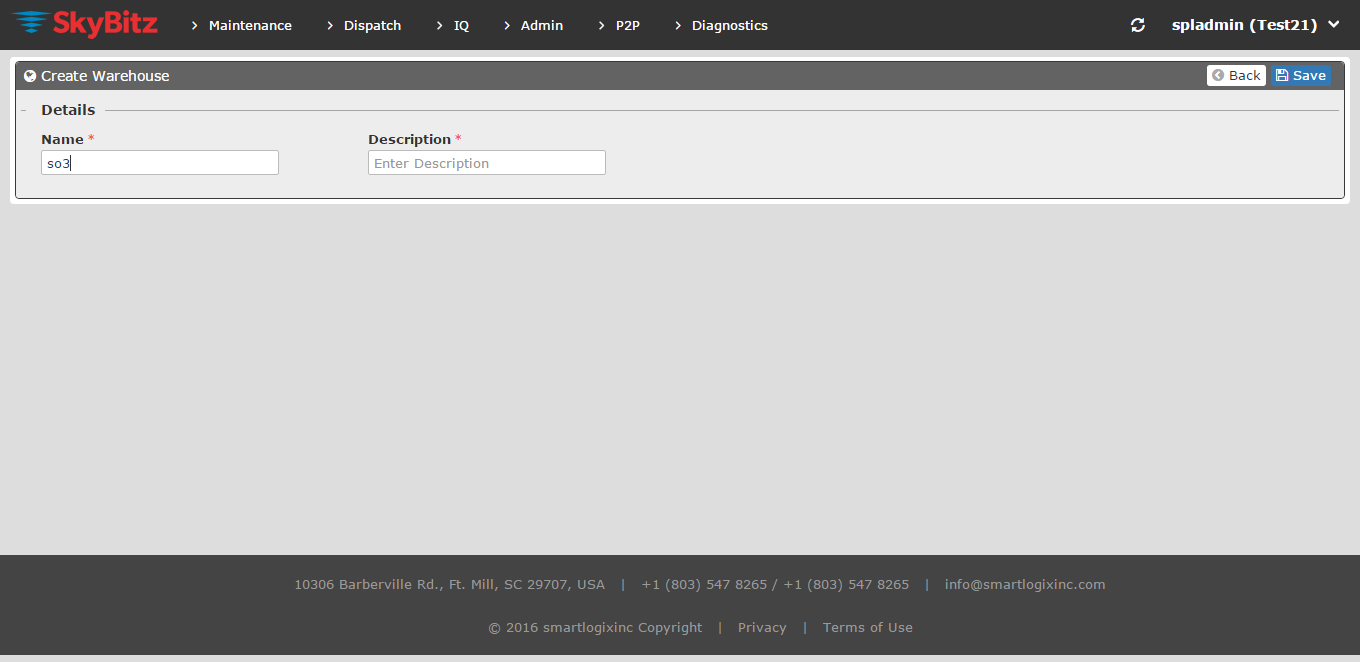 SkyBitz Maintenance Dispatch IQ Admin P2P Diagnostics spladmin (Test21)
Create Warehouse Back Save
Details
Name * Description *
so3 Enter Description
10306 Barberville Rd., Ft. Mill, SC 29707, USA | +1 (803) 547 8265 / +1 (803) 547 8265 | info@smartlogixinc.com
© 2016 smartlogixinc Copyright | Privacy | Terms of Use